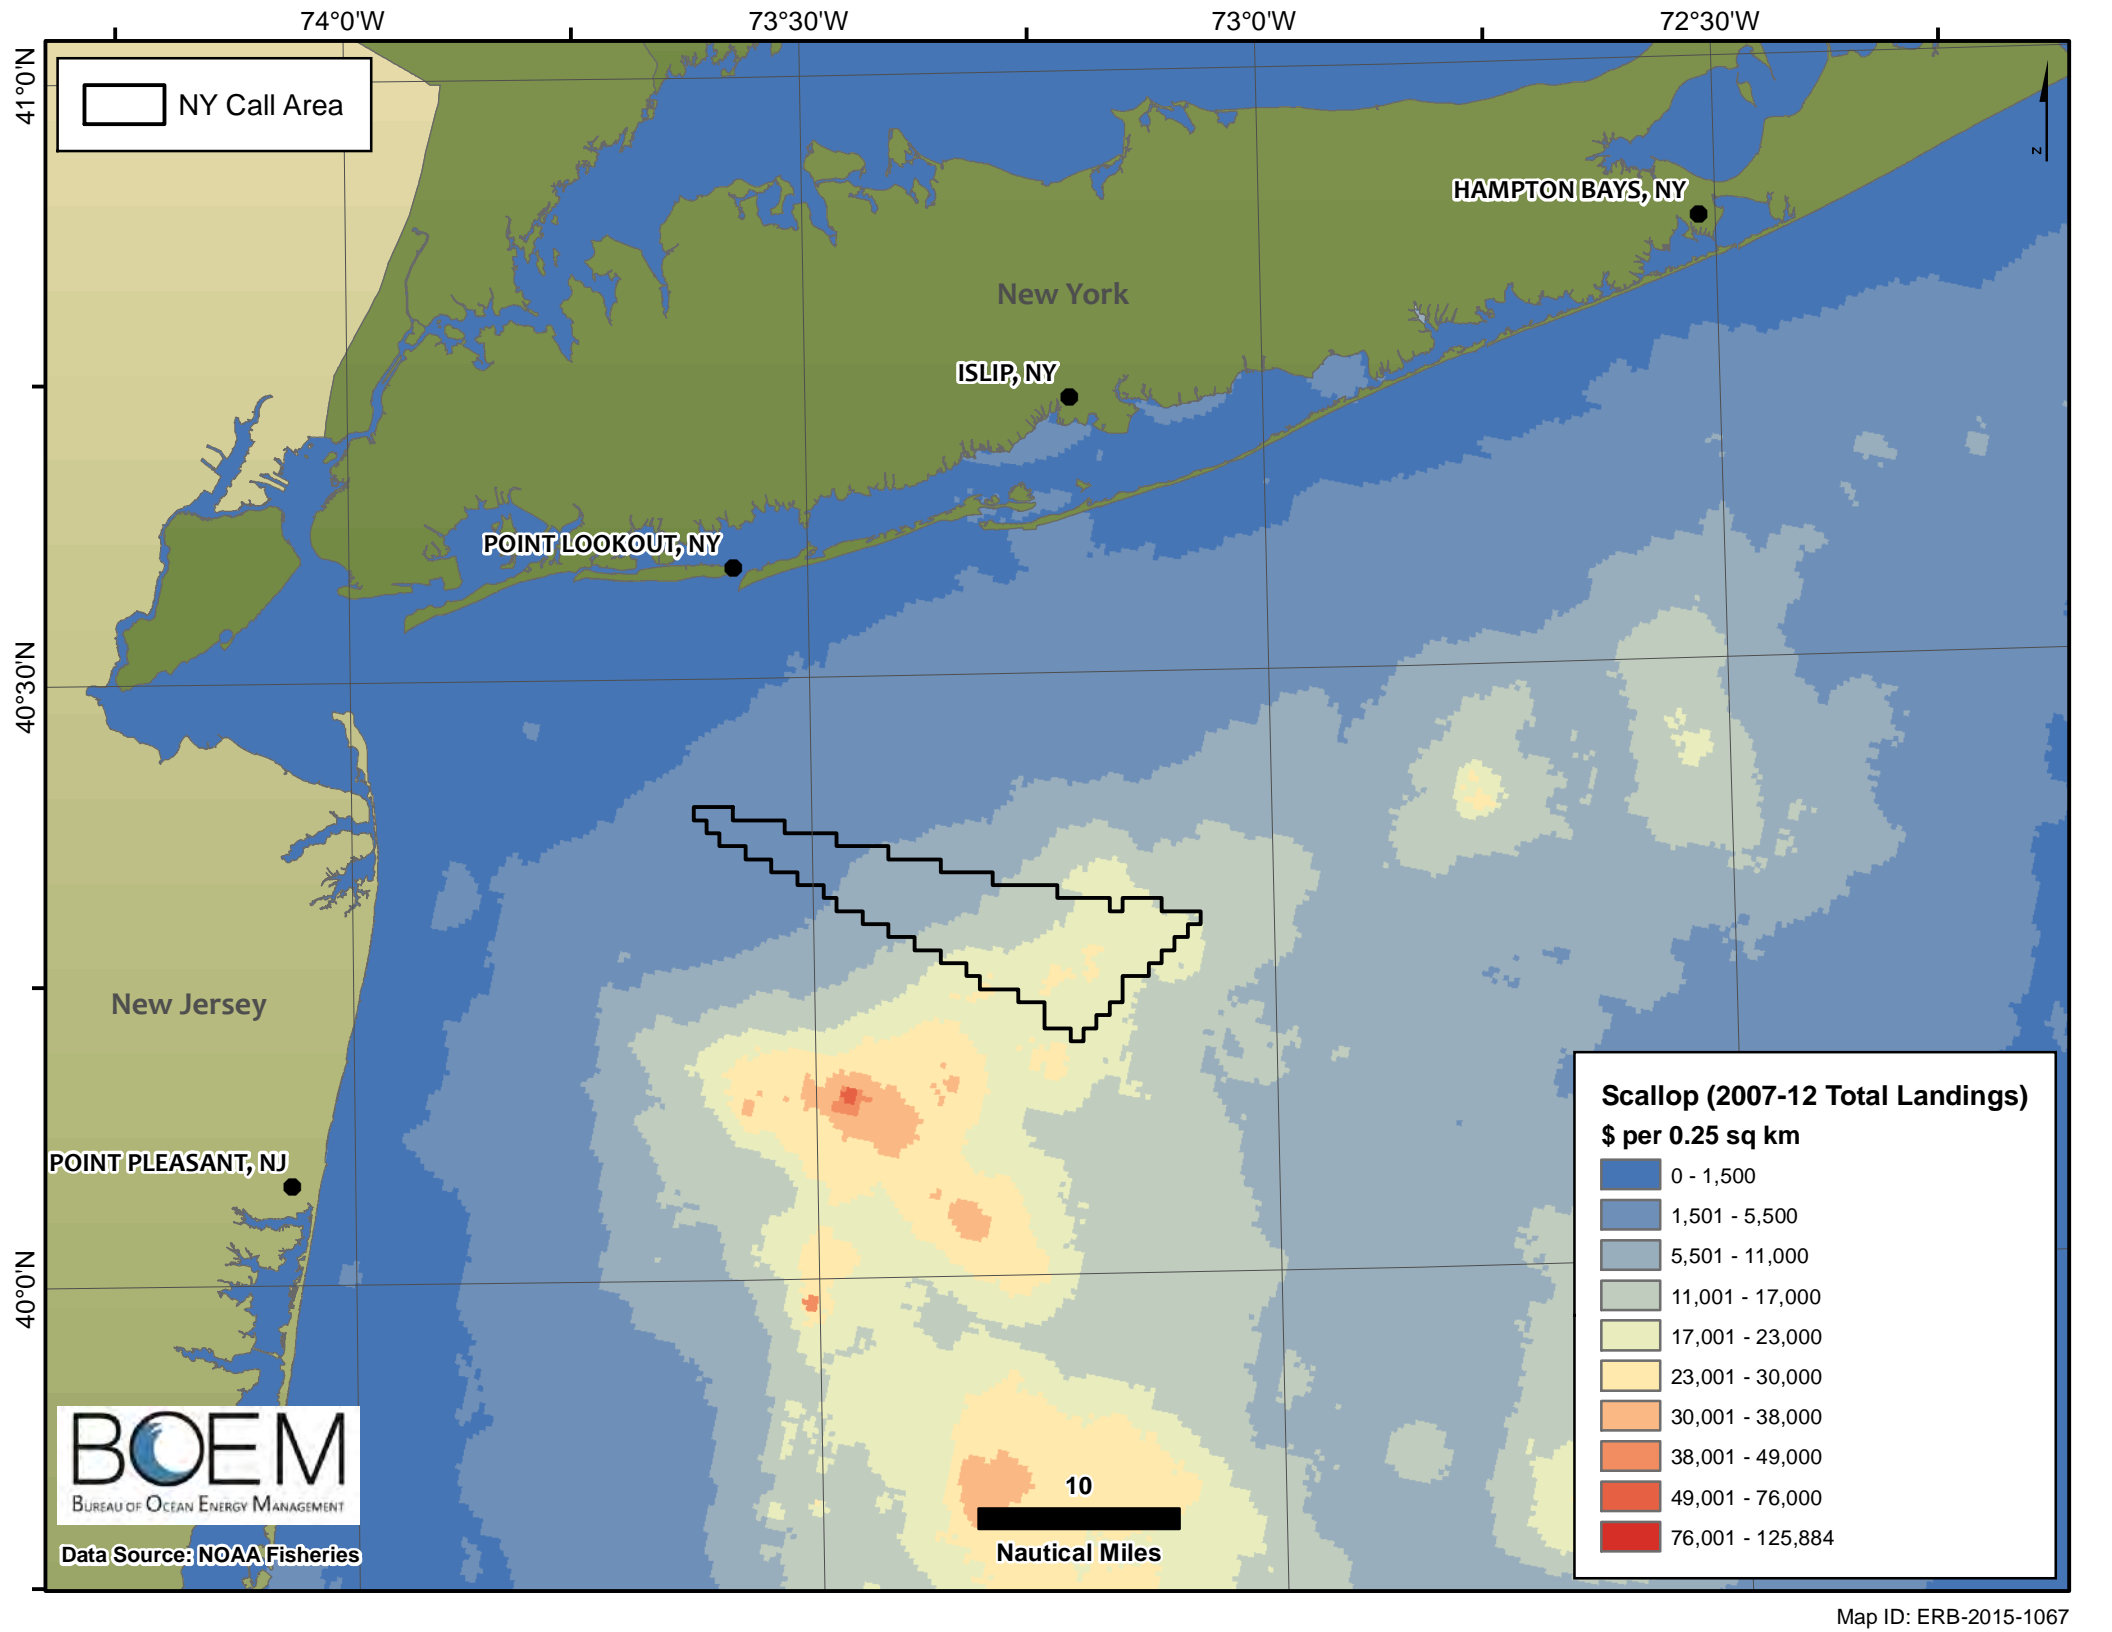 74°0'W 73°30'W 73°0'W 72°30'W
41°0'N
NY Call Area
z
HAMPTON BAYS, NY
New York
ISLIP, NY
POINT LOOKOUT, NY
40°30'N
New Jersey
POINT PLEASANT, NJ
40°0'N
Scallop (2007-12 Total Landings)
$ per 0.25 sq km
0 - 1,500
1,501 - 5,500
5,501 - 11,000
11,001 - 17,000
17,001 - 23,000
23,001 - 30,000
30,001 - 38,000
38,001 - 49,000
49,001 - 76,000
76,001 - 125,884
BOEM
BUREAU OF OCEAN ENERGY MANAGEMENT
Data Source: NOAA Fisheries
10
Nautical Miles
Map ID: ERB-2015-1067